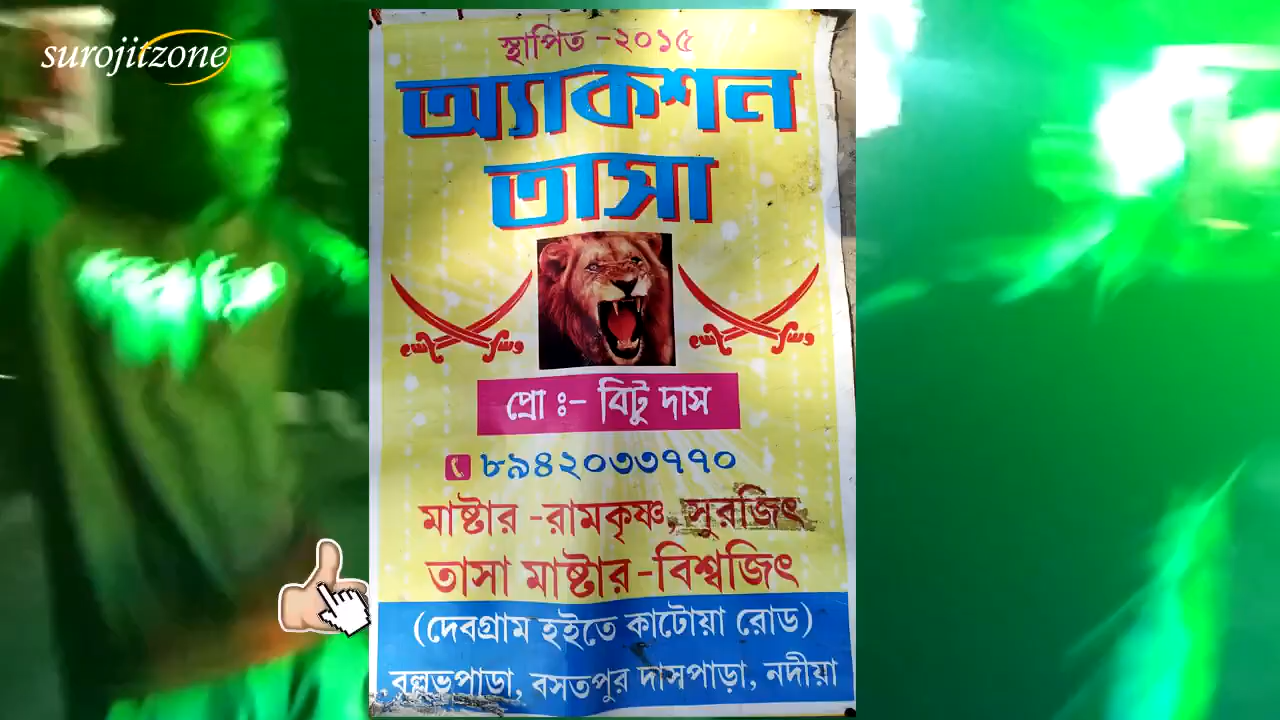 surojitzone
স্থাপিত -২০১৫
অ্যাকশন
তাসা
প্রো ঃ- বিটু দাস
৮৯৪২০৩৩৭৭০
মাষ্টার -রামকৃষ্ণ, সুরজিৎ
তাসা মাষ্টার -বিশ্বজিৎ
(দেবগ্রাম হইতে কাটোয়া রোড)
বল্লভপাড়া, বসতপুর দাসপাড়া, নদীয়া